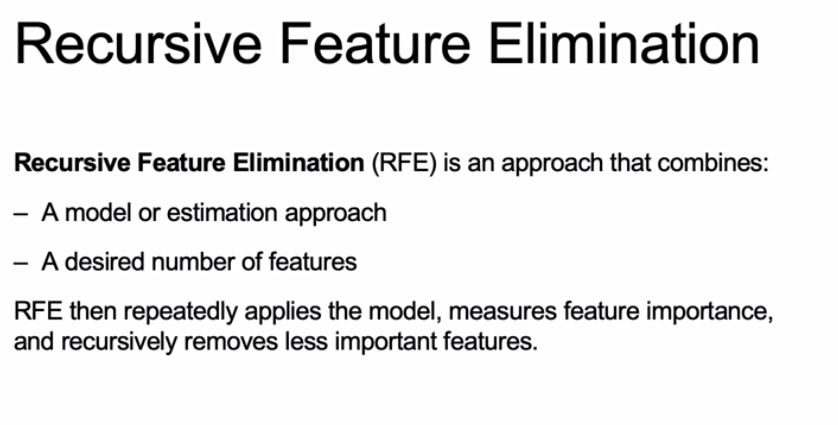 Recursive Feature Elimination
Recursive Feature Elimination (RFE) is an approach that combines:
– A model or estimation approach
– A desired number of features
RFE then repeatedly applies the model, measures feature importance,
and recursively removes less important features.